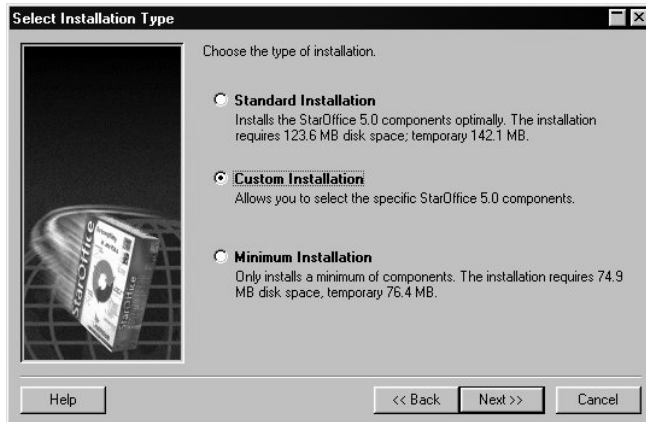 Select Installation Type
Choose the type of installation.
Standard Installation
Installs the StarOffice 5.0 components optimally. The installation
requires 123.6 MB disk space; temporary 142.1 MB.
Custom Installation
Allows you to select the specific StarOffice 5.0 components.
Minimum Installation
Only installs a minimum of components. The installation requires 74.9
MB disk space, temporary 76.4 MB.
StarOffice
StarOffice
Help
<< Back
Next >>
Cancel